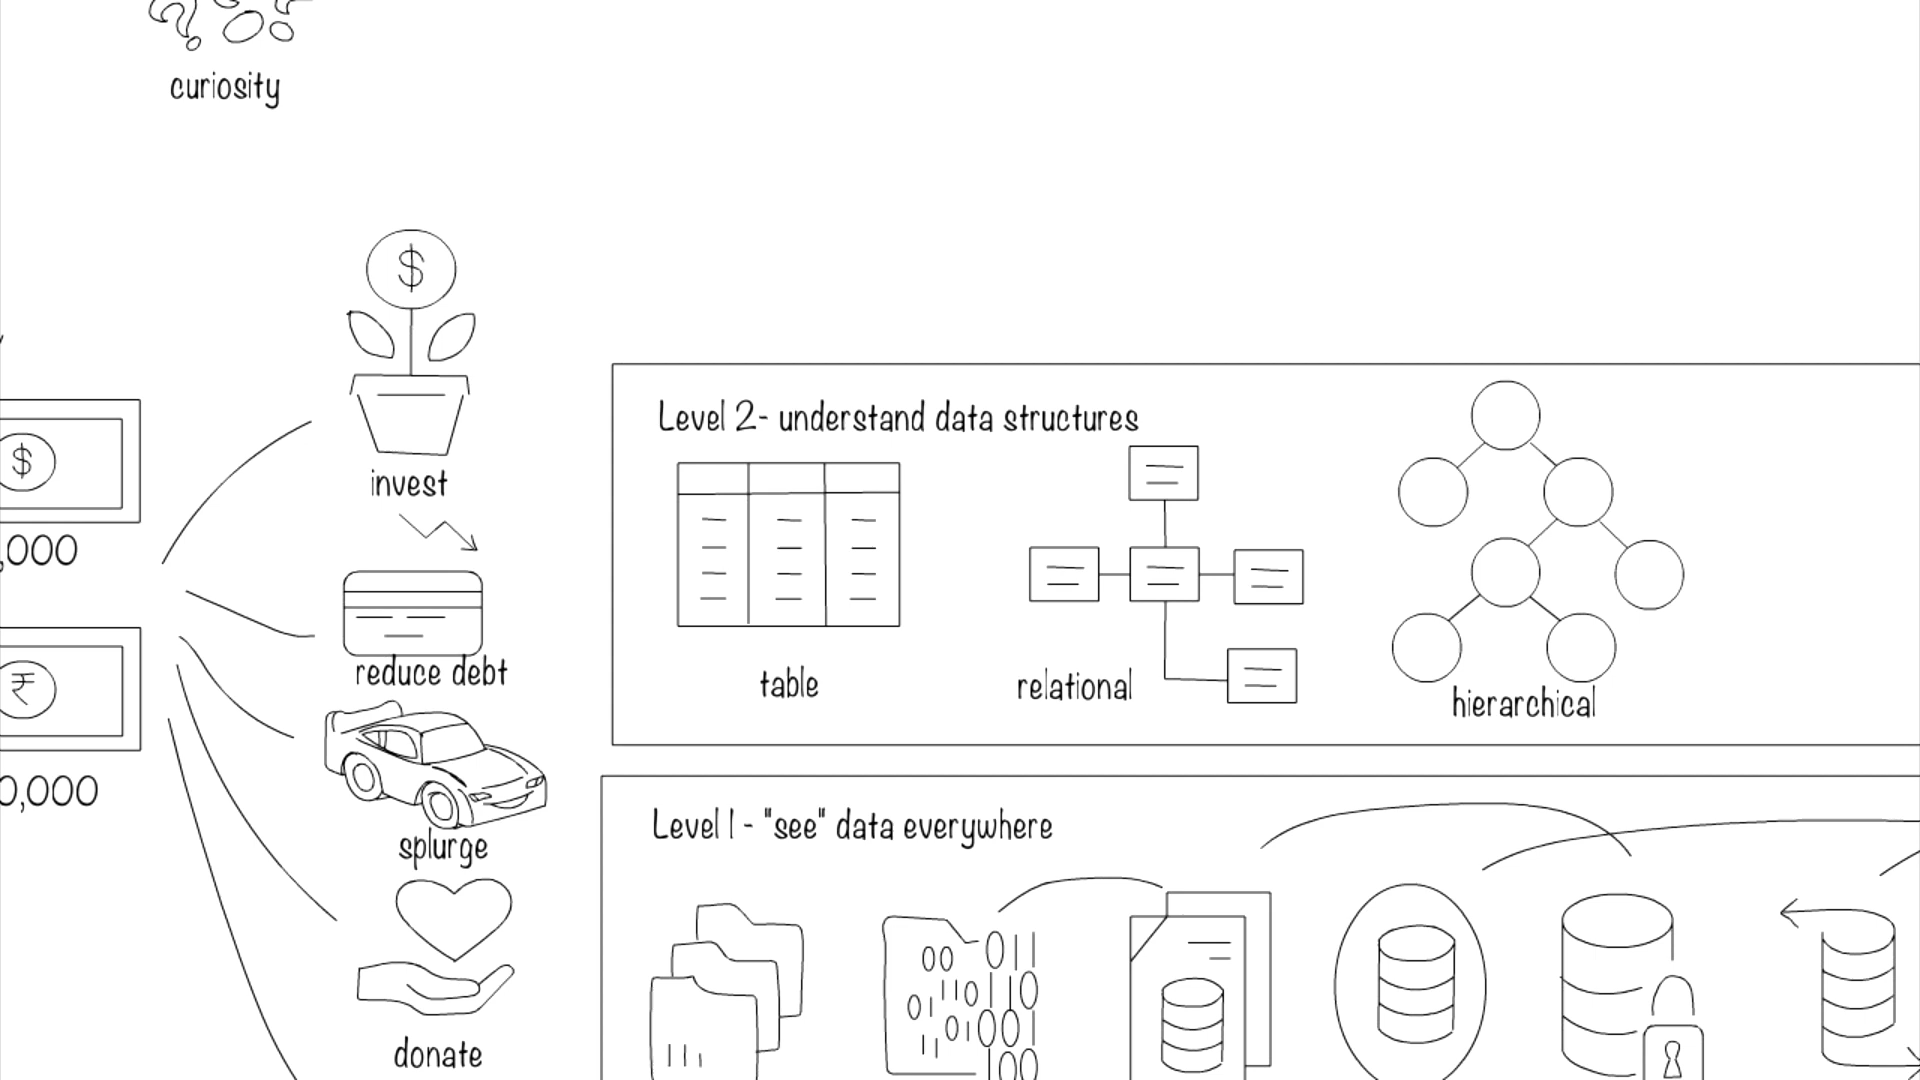 curiosity
$
invest
$
,000
reduce debt
₹
0,000
splurge
donate
Level 2- understand data structures
table
relational
hierarchical
Level 1 - "see" data everywhere